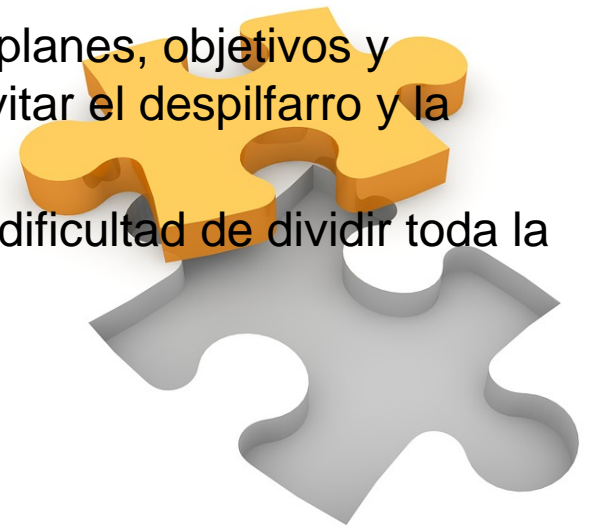 planes, objetivos y
vitar el despilfarro y la
dificultad de dividir toda la